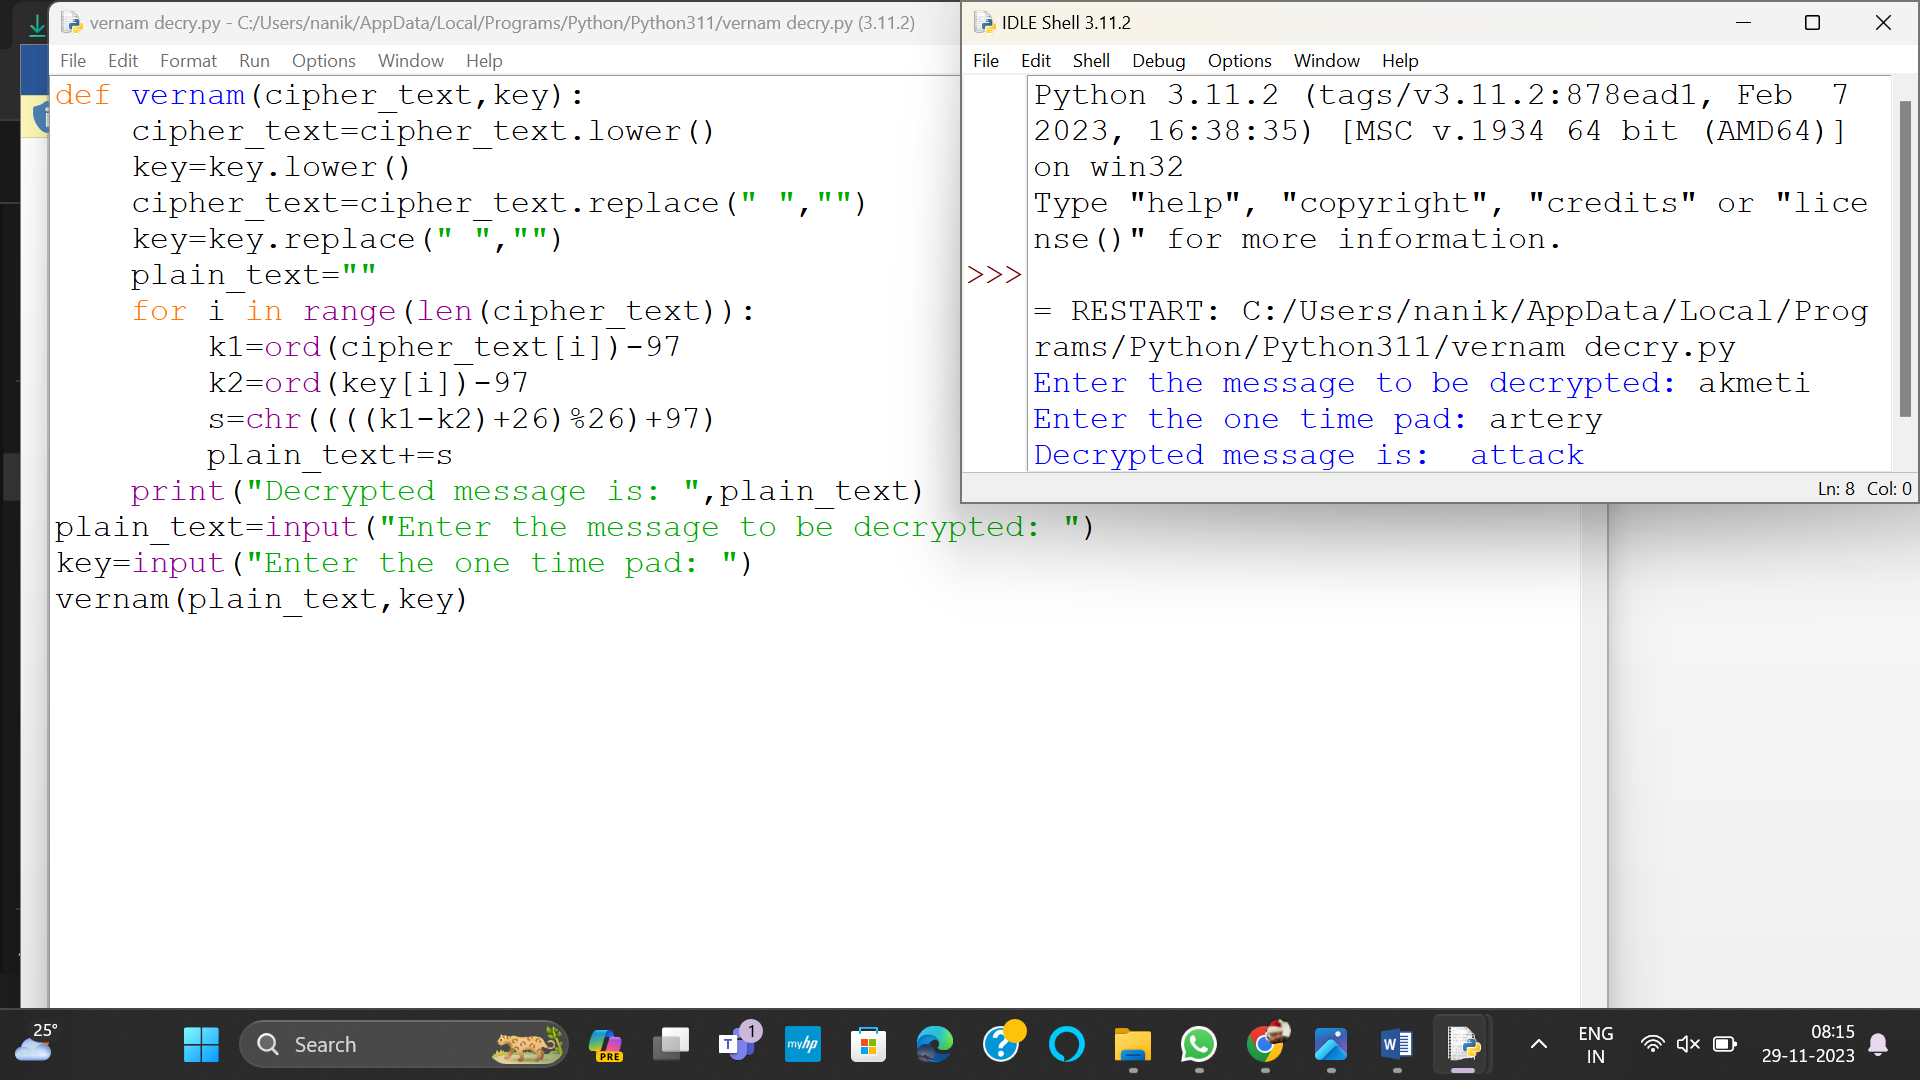 vernam decry.py - C:/Users/nanik/AppData/Local/Programs/Python/Python311/vernam decry.py (3.11.2)
File Edit Format Run Options Window Help
def vernam(cipher_text,key):
    cipher_text=cipher_text.lower()
    key=key.lower()
    cipher_text=cipher_text.replace(" ","")
    key=key.replace(" ","")
    plain_text=""
    for i in range(len(cipher_text)):
        k1=ord(cipher_text[i])-97
        k2=ord(key[i])-97
        s=chr((((k1-k2)+26)%26)+97)
        plain_text+=s
    print("Decrypted message is: ",plain_text)
plain_text=input("Enter the message to be decrypted: ")
key=input("Enter the one time pad: ")
vernam(plain_text,key)
IDLE Shell 3.11.2
File Edit Shell Debug Options Window Help
Python 3.11.2 (tags/v3.11.2:878ead1, Feb  7
2023, 16:38:35) [MSC v.1934 64 bit (AMD64)]
on win32
Type "help", "copyright", "credits" or "lice
nse()" for more information.
>>>
= RESTART: C:/Users/nanik/AppData/Local/Prog
rams/Python/Python311/vernam decry.py
Enter the message to be decrypted: akmeti
Enter the one time pad: artery
Decrypted message is:  attack
Ln: 8 Col: 0
25°
Search
PRE
T
1
myhp
?
W
ENG
IN
08:15
29-11-2023